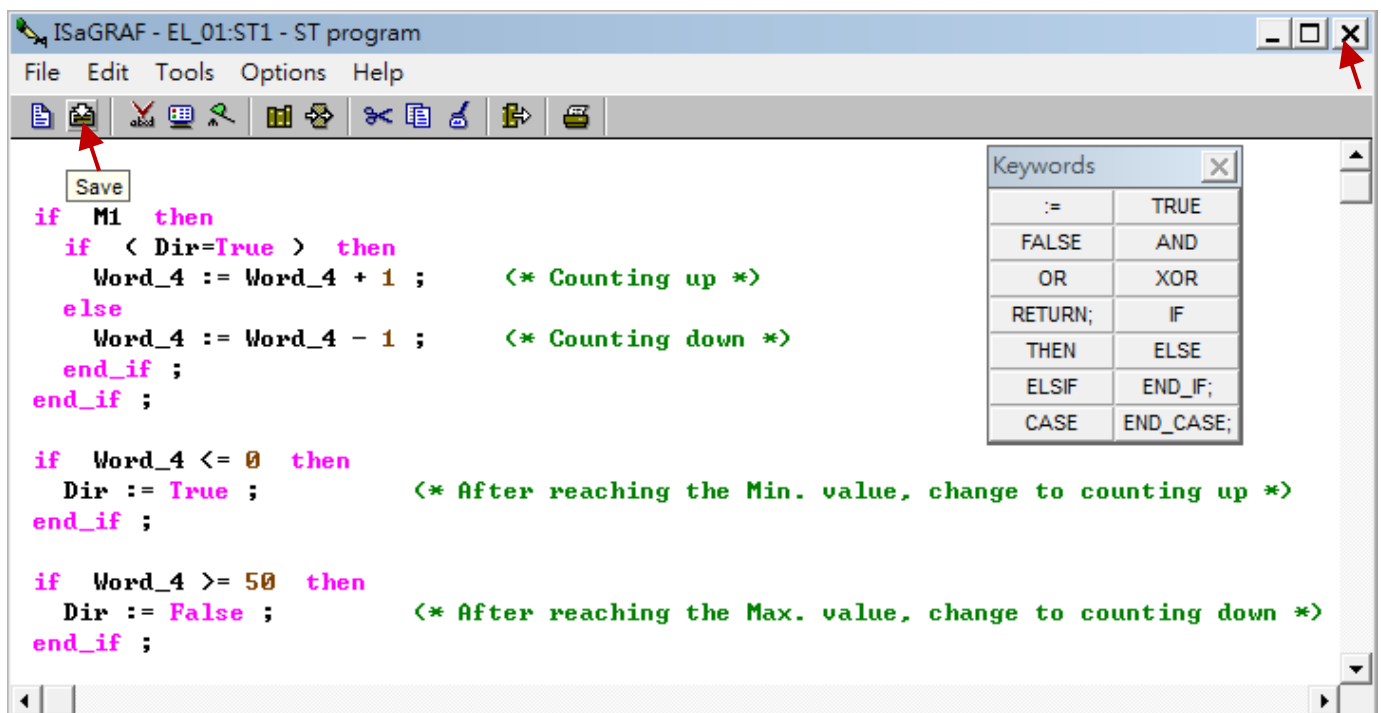 ISaGRAF - EL_01:ST1 - ST program
File Edit Tools Options Help
Save
if M1 then
if ( Dir=True ) then
Word_4 := Word_4 + 1 ; (* Counting up *)
else
Word_4 := Word_4 - 1 ; (* Counting down *)
end_if ;
end_if ;
if Word_4 <= 0 then
Dir := True ; (* After reaching the Min. value, change to counting up *)
end_if ;
if Word_4 >= 50 then
Dir := False ; (* After reaching the Max. value, change to counting down *)
end_if ;
Keywords
:= TRUE
FALSE AND
OR XOR
RETURN; IF
THEN ELSE
ELSIF END_IF;
CASE END_CASE;